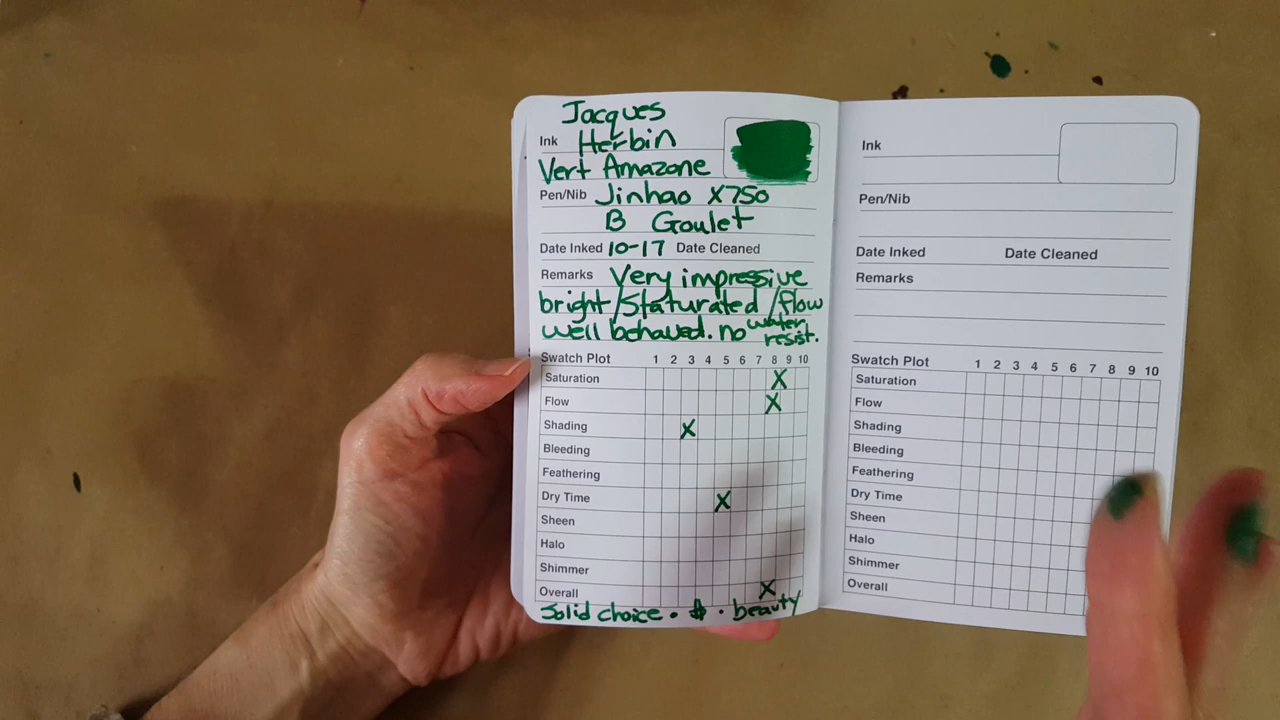 Jacques
Ink Herbin
Vert Amazone
Pen/Nib Jinhao X750
B Goulet
Date Inked 10-17 Date Cleaned
Remarks Very impressive
bright/Staturated/flow
well behaved. no water resist.
Swatch Plot 1 2 3 4 5 6 7 8 9 10
Saturation X
Flow X
Shading X
Bleeding
Feathering
Dry Time X
Sheen
Halo
Shimmer
Overall X
Solid choice. $ . beauty
Ink
Pen/Nib
Date Inked Date Cleaned
Remarks
Swatch Plot 1 2 3 4 5 6 7 8 9 10
Saturation
Flow
Shading
Bleeding
Feathering
Dry Time
Sheen
Halo
Shimmer
Overall